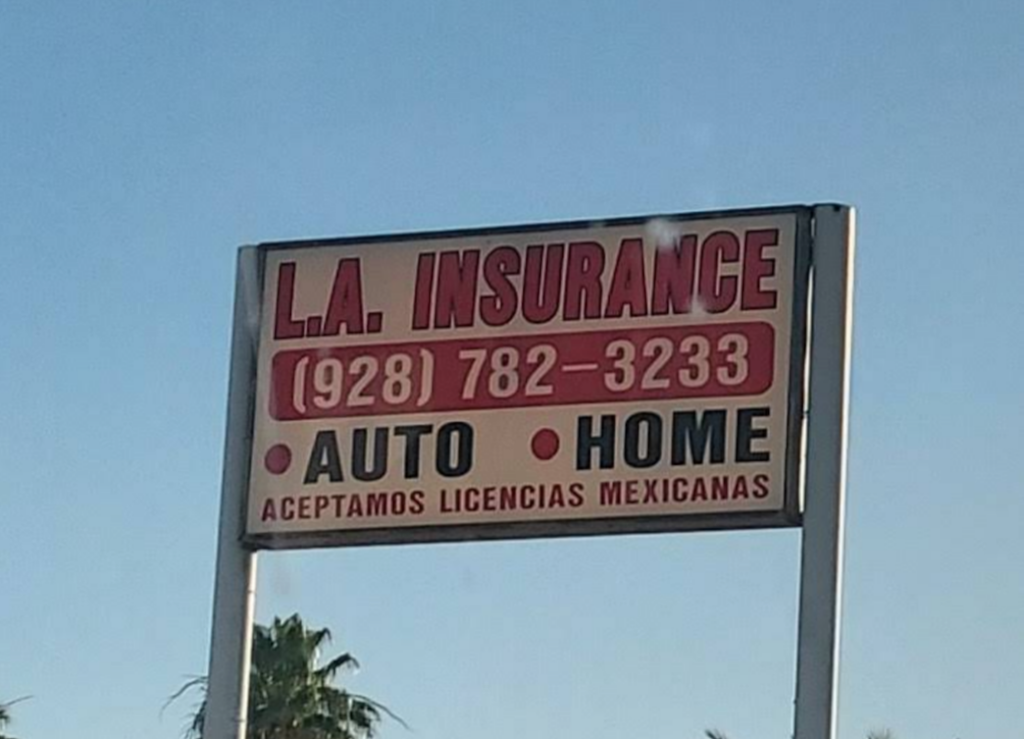 L.A. INSURANCE
(928) 782-3233
• AUTO • HOME
ACEPTAMOS LICENCIAS MEXICANAS